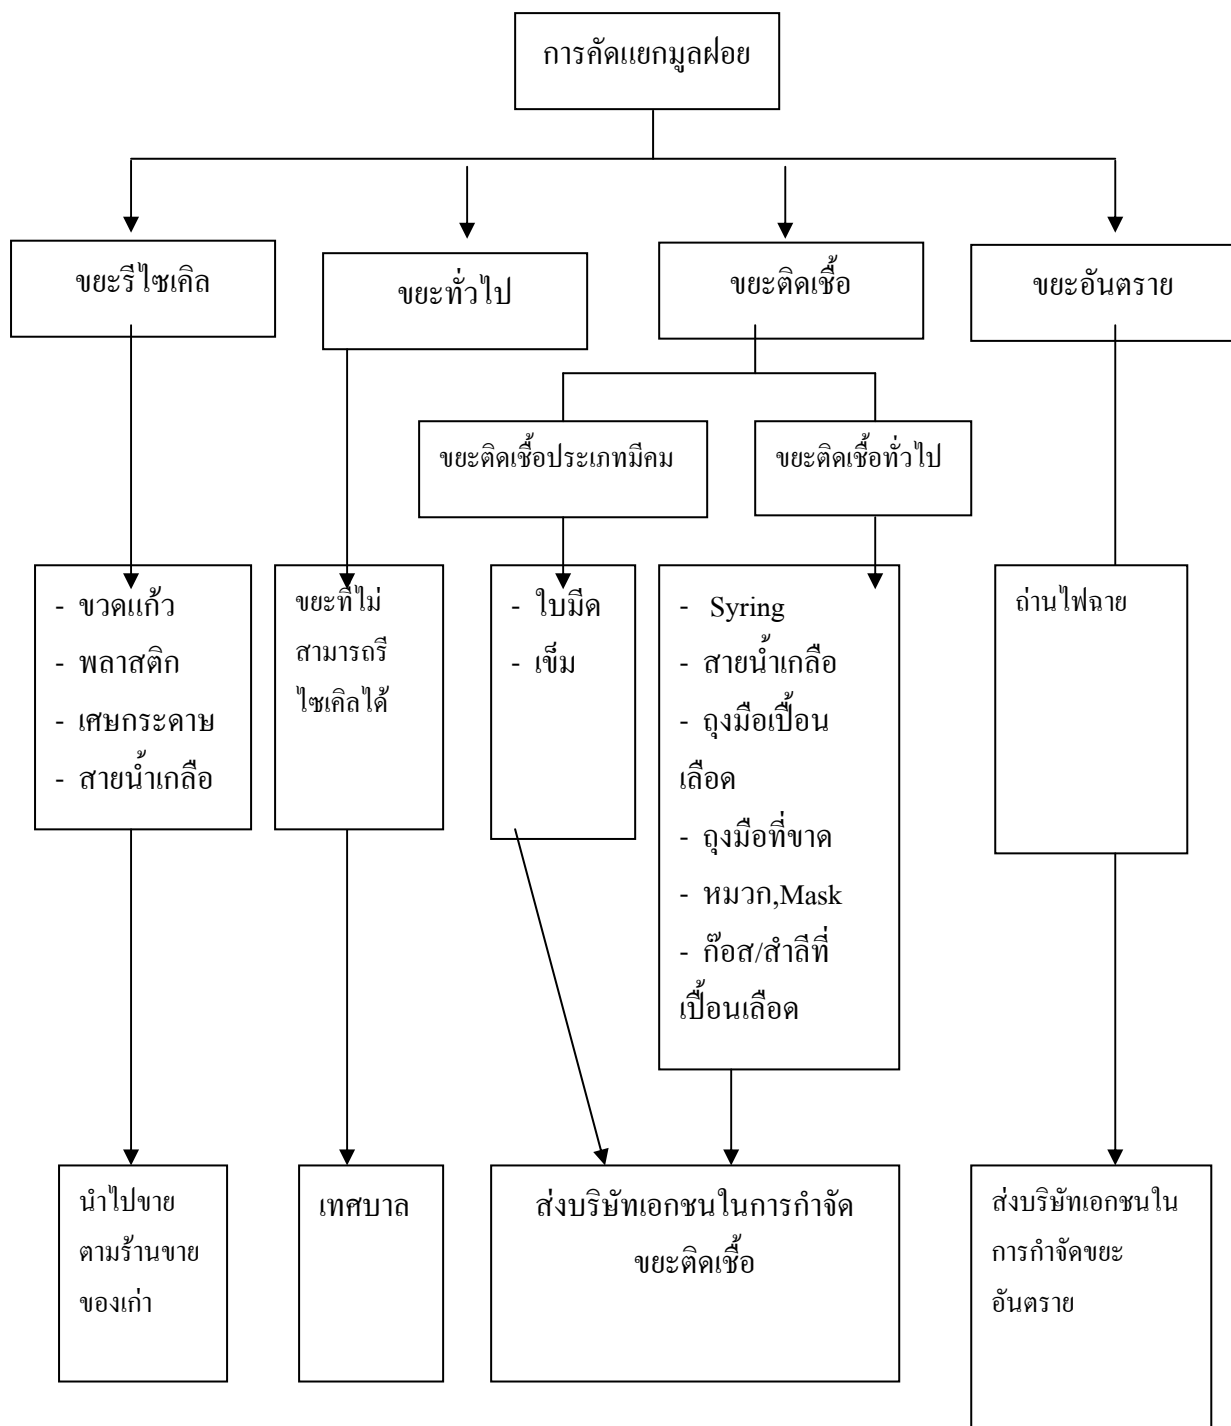 การคัดแยกมูลฝอย
ขยะรีไซเคิล
ขยะทั่วไป
ขยะติดเชื้อ
ขยะอันตราย
ขยะติดเชื้อประเภทมีคม
ขยะติดเชื้อทั่วไป
- ขวดแก้ว
- พลาสติก
- เศษกระดาษ
- สายน้ำเกลือ
ขยะที่ไม่
สามารถรี
ไซเคิลได้
- ใบมีด
- เข็ม
- Syring
- สายน้ำเกลือ
- ถุงมือเปื้อน
เลือด
- ถุงมือที่ขาด
- หมวก,Mask
- ก๊อส/สำลีที่
เปื้อนเลือด
ถ่านไฟฉาย
นำไปขาย
ตามร้านขาย
ของเก่า
เทศบาล
ส่งบริษัทเอกชนในการกำจัด
ขยะติดเชื้อ
ส่งบริษัทเอกชนใน
การกำจัดขยะ
อันตราย